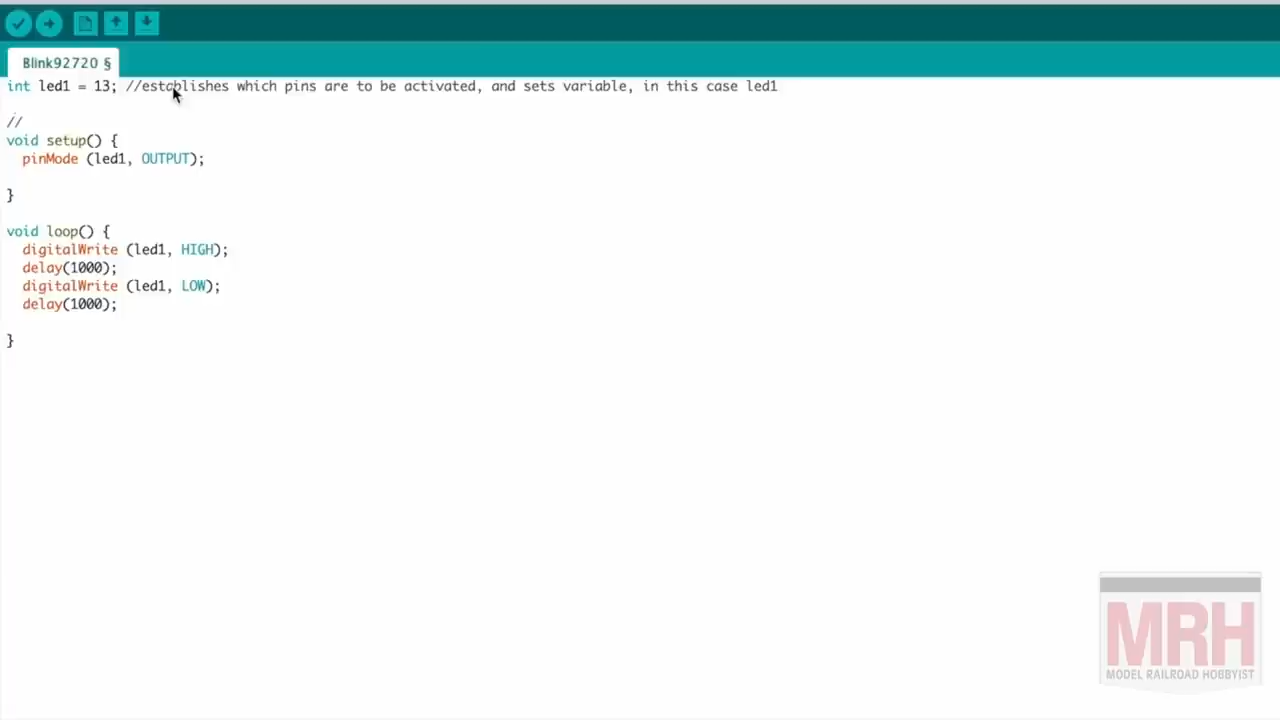 Blink92720 §
int led1 = 13; //establishes which pins are to be activated, and sets variable, in this case led1
//
void setup() {
pinMode (led1, OUTPUT);
}
void loop() {
digitalWrite (led1, HIGH);
delay(1000);
digitalWrite (led1, LOW);
delay(1000);
}
MRH
MODEL RAILROAD HOBBYIST